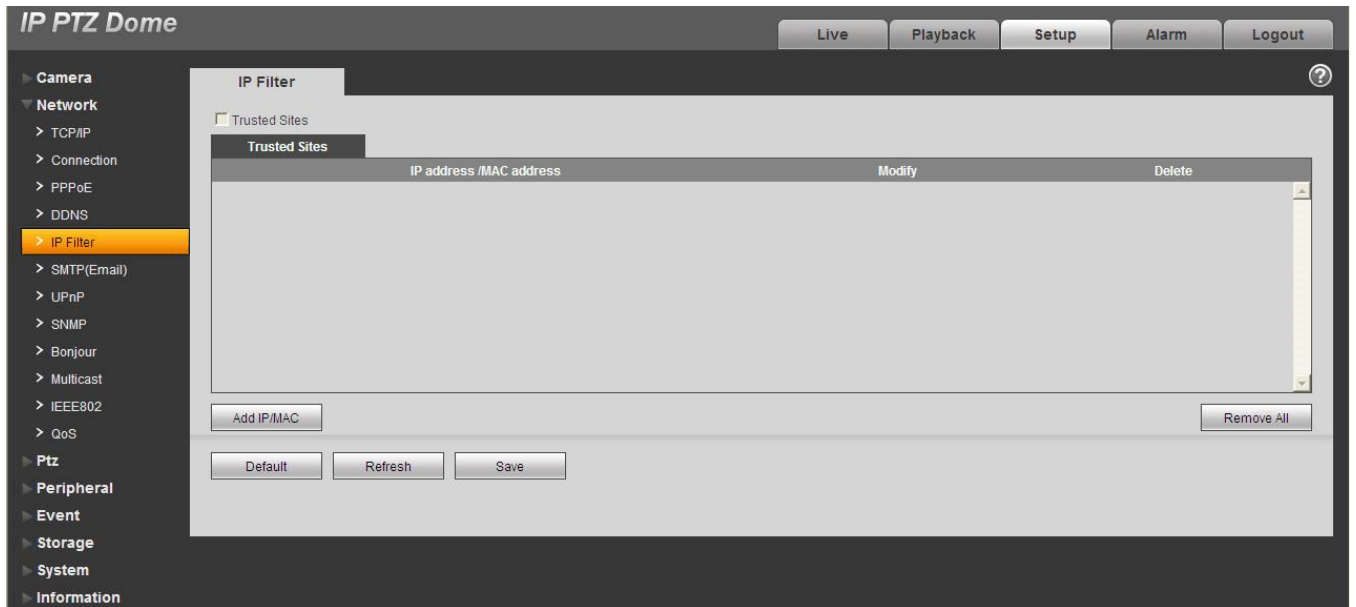 IP PTZ Dome
Live Playback Setup Alarm Logout
Camera
Network
> TCP/IP
> Connection
> PPPoE
> DDNS
> IP Filter
> SMTP(Email)
> UPnP
> SNMP
> Bonjour
> Multicast
> IEEE802
> QoS
Ptz
Peripheral
Event
Storage
System
Information
IP Filter
?
Trusted Sites
Trusted Sites
IP address /MAC address Modify Delete
Add IP/MAC Remove All
Default Refresh Save